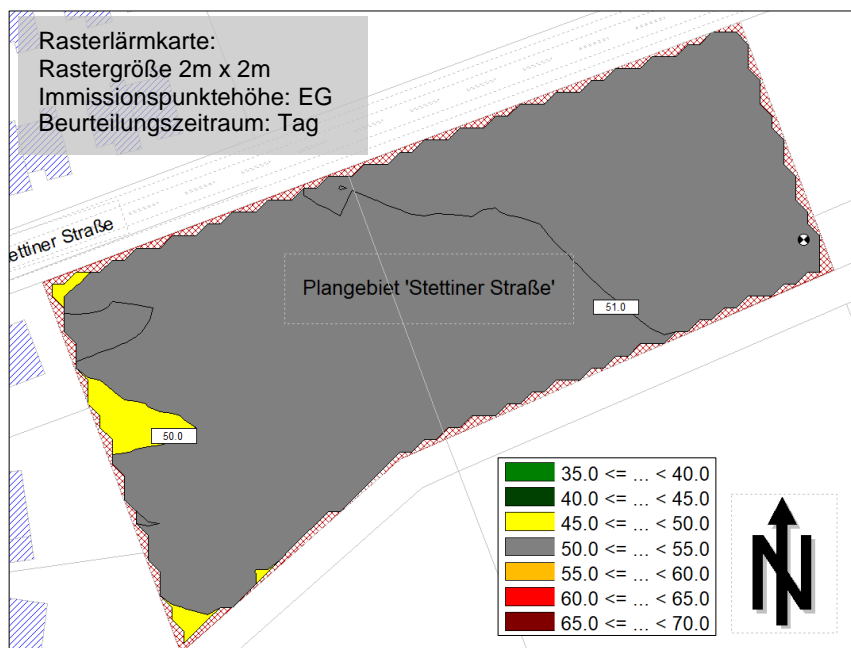 Rasterlärmkarte:
Rastergröße 2m x 2m
Immissionspunktehöhe: EG
Beurteilungszeitraum: Tag
ettiner Straße
Plangebiet 'Stettiner Straße'
51.0
50.0
35.0 <= ... < 40.0
40.0 <= ... < 45.0
45.0 <= ... < 50.0
50.0 <= ... < 55.0
55.0 <= ... < 60.0
60.0 <= ... < 65.0
65.0 <= ... < 70.0
N